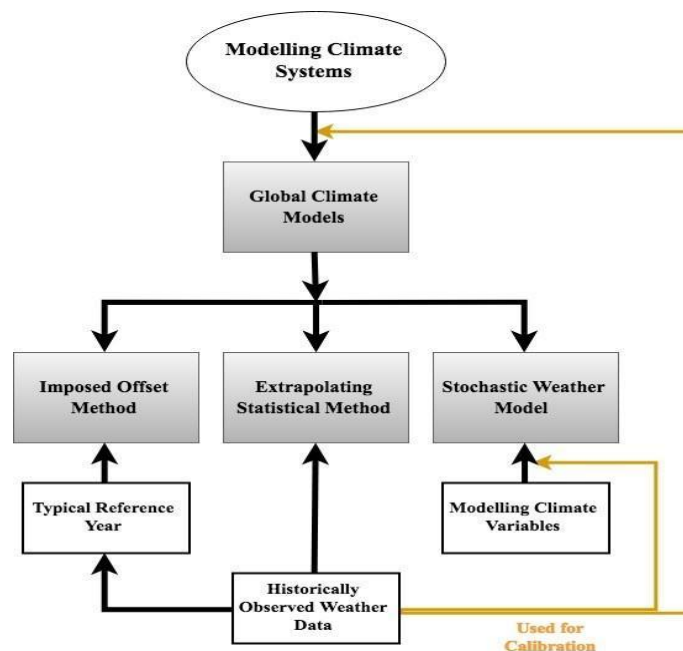 Modelling Climate
Systems
Global Climate
Models
Imposed Offset
Method
Extrapolating
Statistical Method
Stochastic Weather
Model
Typical Reference
Year
Modelling Climate
Variables
Historically
Observed Weather
Data
Used for
Calibration